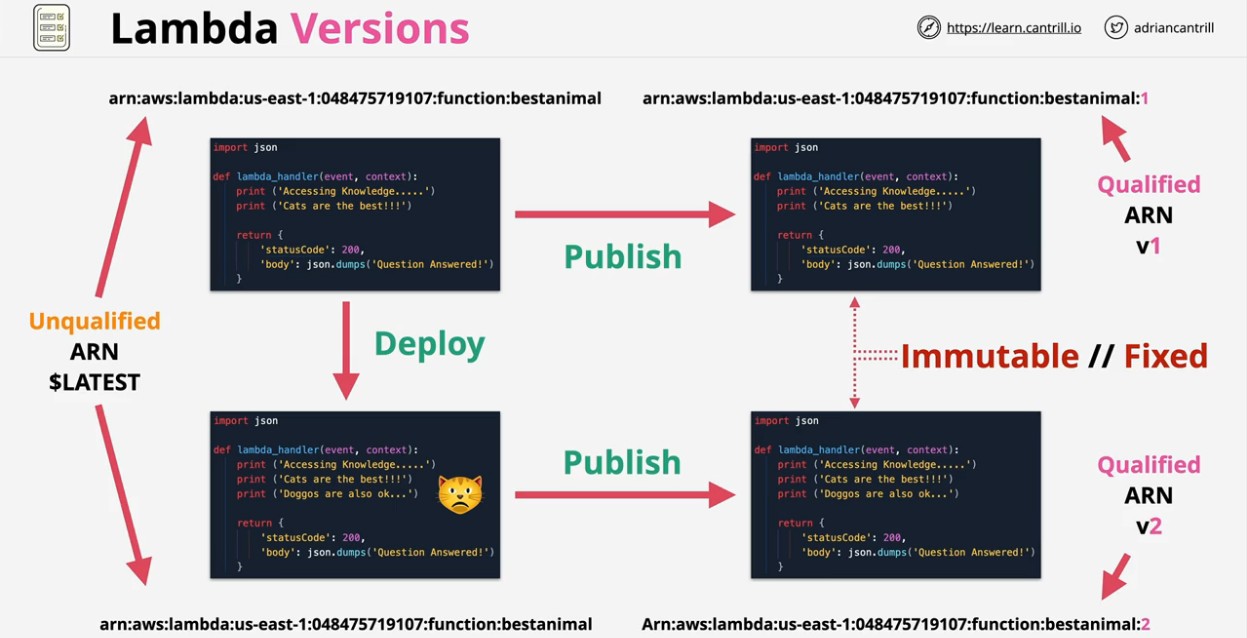 Lambda Versions
https://learn.cantrill.io
adriancantrill
arn:aws:lambda:us-east-1:048475719107:function:bestanimal
arn:aws:lambda:us-east-1:048475719107:function:bestanimal:1
import json
def lambda_handler(event, context):
print ('Accessing Knowledge.....')
print ('Cats are the best!!!')
return {
'statusCode': 200,
'body': json.dumps('Question Answered!')
}
Publish
import json
def lambda_handler(event, context):
print ('Accessing Knowledge.....')
print ('Cats are the best!!!')
return {
'statusCode': 200,
'body': json.dumps('Question Answered!')
}
Qualified
ARN
v1
Unqualified
ARN
$LATEST
Deploy
Immutable // Fixed
import json
def lambda_handler(event, context):
print ('Accessing Knowledge.....')
print ('Cats are the best!!!')
print ('Doggos are also ok...')
return {
'statusCode': 200,
'body': json.dumps('Question Answered!')
}
Publish
import json
def lambda_handler(event, context):
print ('Accessing Knowledge.....')
print ('Cats are the best!!!')
print ('Doggos are also ok...')
return {
'statusCode': 200,
'body': json.dumps('Question Answered!')
}
Qualified
ARN
v2
arn:aws:lambda:us-east-1:048475719107:function:bestanimal
Arn:aws:lambda:us-east-1:048475719107:function:bestanimal:2